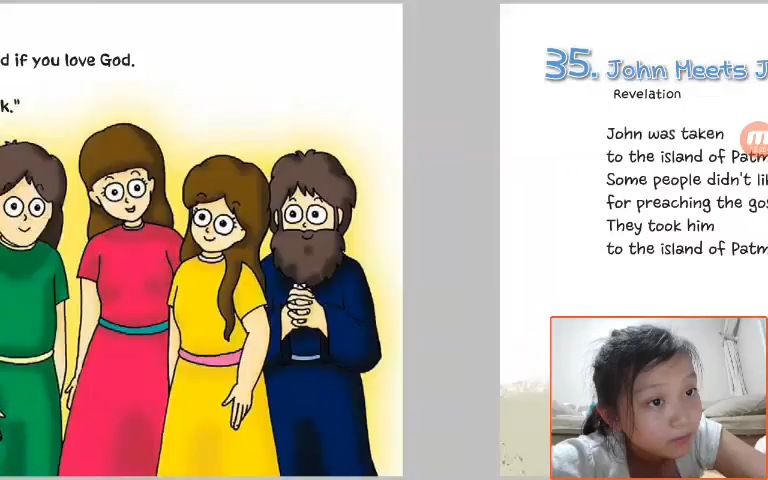 d if you love God.
k."
35. John Meets J
Revelation
John was taken
to the island of Patm
Some people didn't lik
for preaching the gos
They took him
to the island of Patm